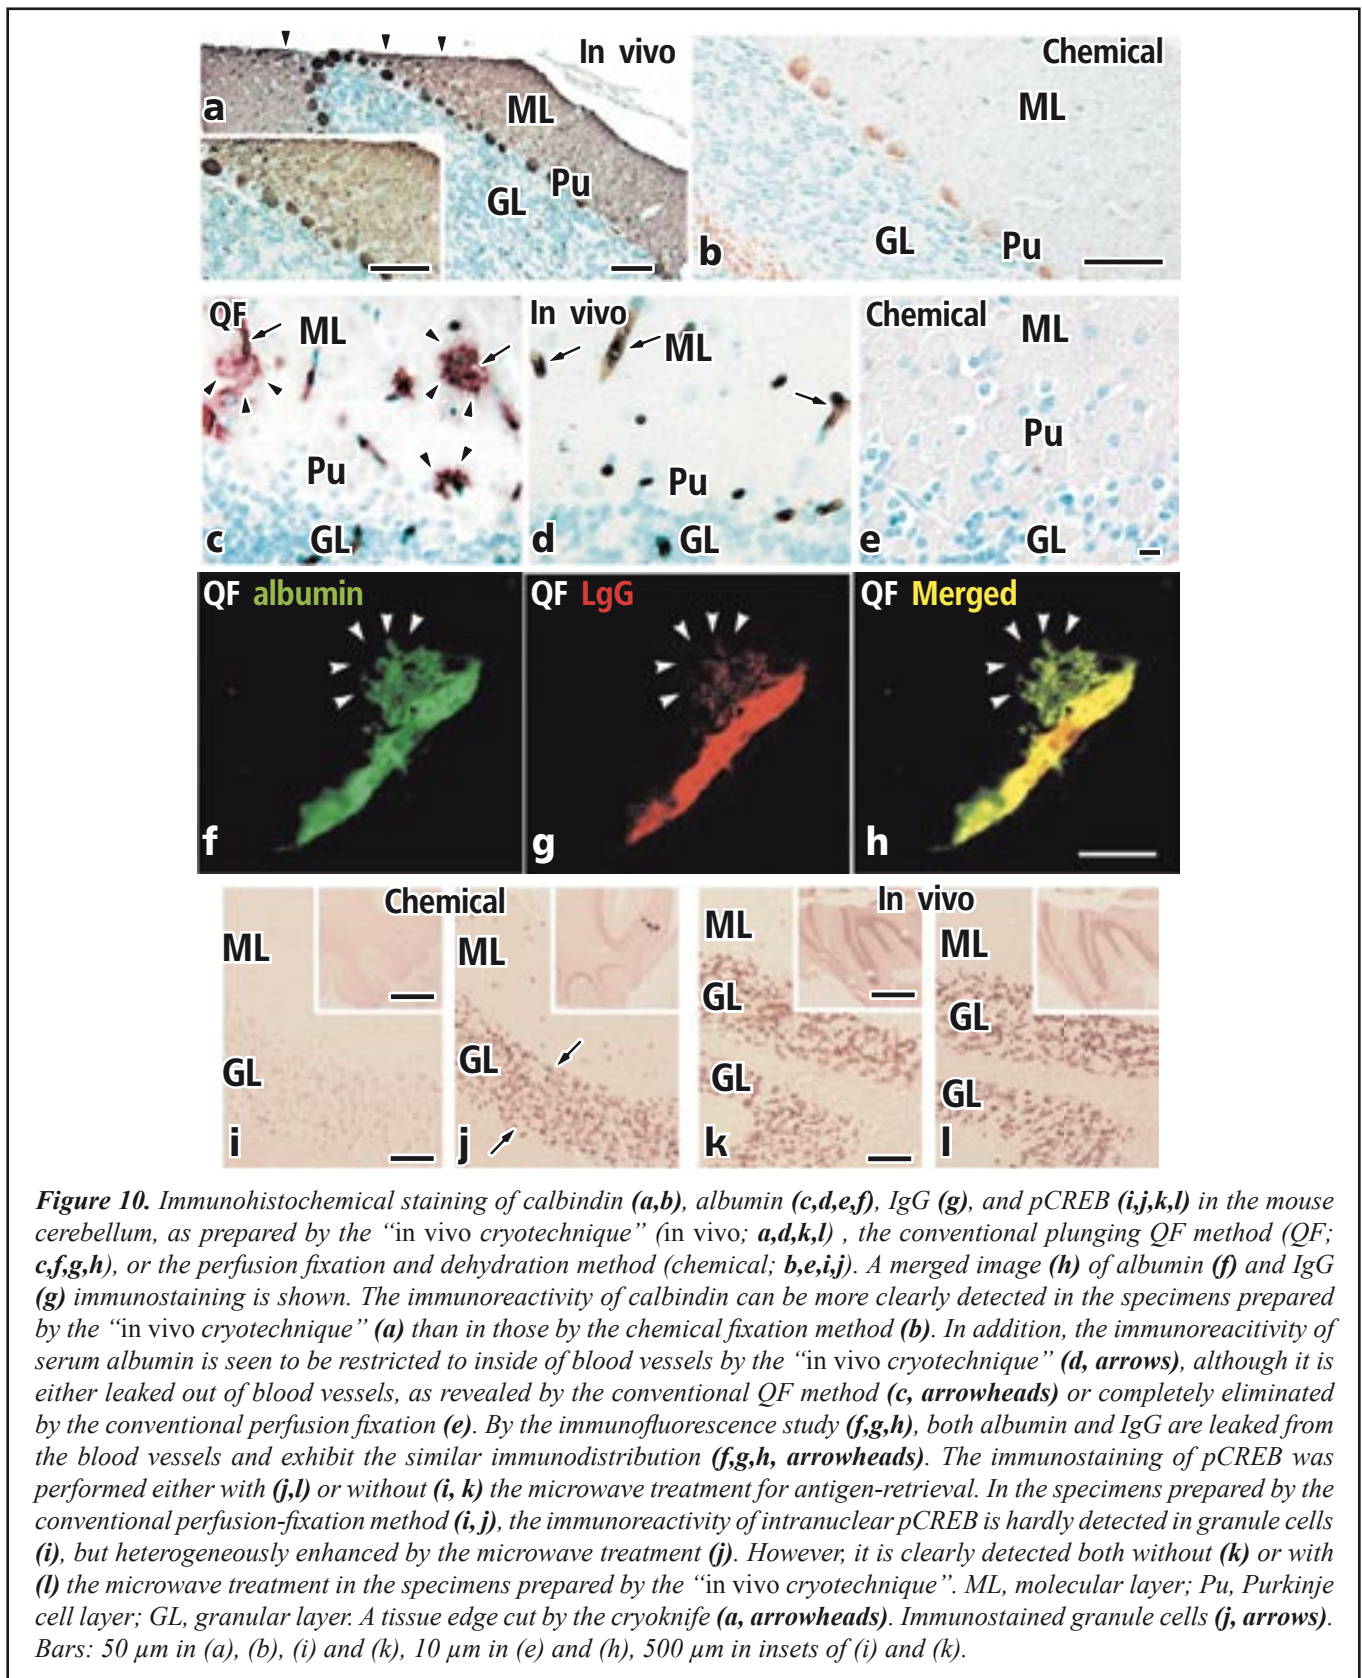 In vivo
a
ML
Pu
GL
Chemical
ML
GL
Pu
b
QF
ML
Pu
c
GL
In vivo
ML
Pu
d
GL
Chemical
ML
Pu
e
GL
QF albumin
f
QF LgG
g
QF Merged
h
Chemical
ML
GL
i
ML
GL
j
In vivo
ML
GL
GL
k
ML
GL
GL
l
Figure 10. Immunohistochemical staining of calbindin (a,b), albumin (c,d,e,f), IgG (g), and pCREB (i,j,k,l) in the mouse
cerebellum, as prepared by the “in vivo cryotechnique” (in vivo; a,d,k,l) , the conventional plunging QF method (QF;
c,f,g,h), or the perfusion fixation and dehydration method (chemical; b,e,i,j). A merged image (h) of albumin (f) and IgG
(g) immunostaining is shown. The immunoreactivity of calbindin can be more clearly detected in the specimens prepared
by the “in vivo cryotechnique” (a) than in those by the chemical fixation method (b). In addition, the immunoreacitivity of
serum albumin is seen to be restricted to inside of blood vessels by the “in vivo cryotechnique” (d, arrows), although it is
either leaked out of blood vessels, as revealed by the conventional QF method (c, arrowheads) or completely eliminated
by the conventional perfusion fixation (e). By the immunofluorescence study (f,g,h), both albumin and IgG are leaked from
the blood vessels and exhibit the similar immunodistribution (f,g,h, arrowheads). The immunostaining of pCREB was
performed either with (j,l) or without (i, k) the microwave treatment for antigen-retrieval. In the specimens prepared by the
conventional perfusion-fixation method (i, j), the immunoreactivity of intranuclear pCREB is hardly detected in granule cells
(i), but heterogeneously enhanced by the microwave treatment (j). However, it is clearly detected both without (k) or with
(l) the microwave treatment in the specimens prepared by the “in vivo cryotechnique”. ML, molecular layer; Pu, Purkinje
cell layer; GL, granular layer. A tissue edge cut by the cryoknife (a, arrowheads). Immunostained granule cells (j, arrows).
Bars: 50 µm in (a), (b), (i) and (k), 10 µm in (e) and (h), 500 µm in insets of (i) and (k).